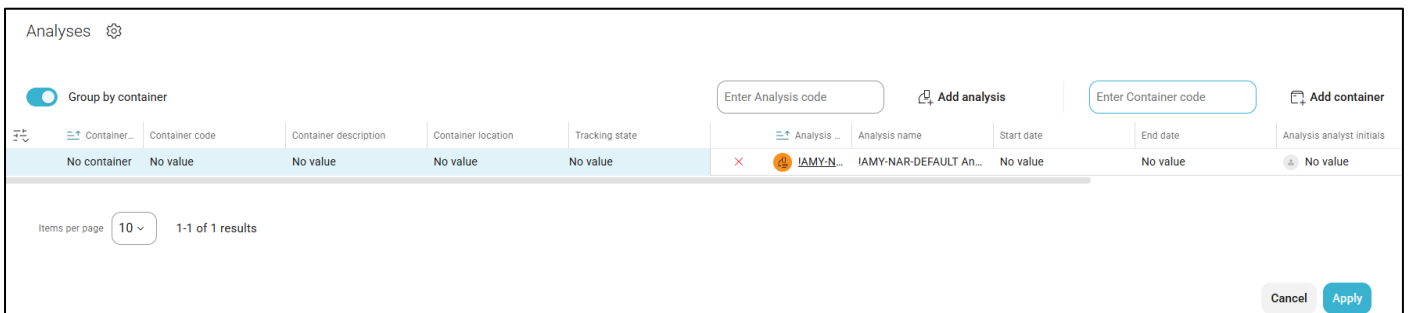 Analyses
Group by container
Enter Analysis code
Add analysis
Enter Container code
Add container
Container... Container code Container description Container location Tracking state Analysis ... Analysis name Start date End date Analysis analyst initials
No container No value No value No value No value !AMY-N... !AMY-NAR-DEFAULT An... No value No value No value
Items per page 10 1-1 of 1 results
Cancel Apply